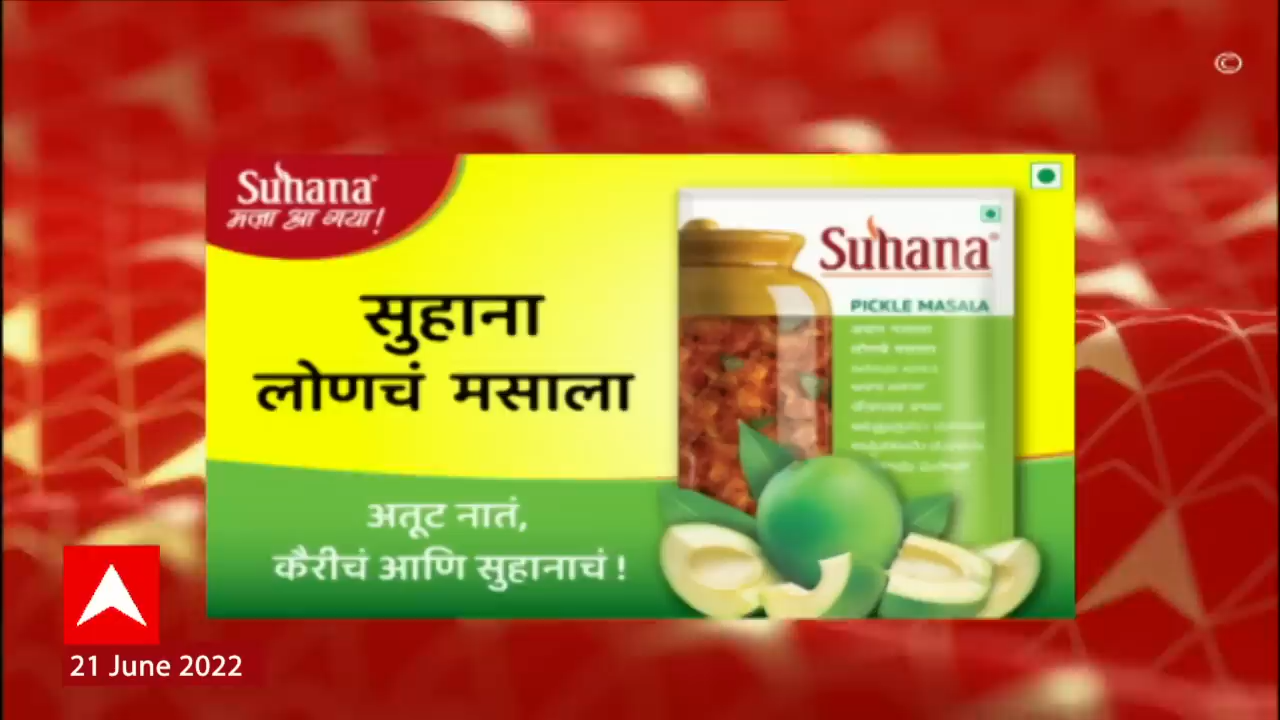 ©
Suhana®
मज़ा आ गया!
सुहाना
लोणचं मसाला
अतूट नातं,
कैरीचं आणि सुहानाचं !
Suhana®
PICKLE MASALA
21 June 2022